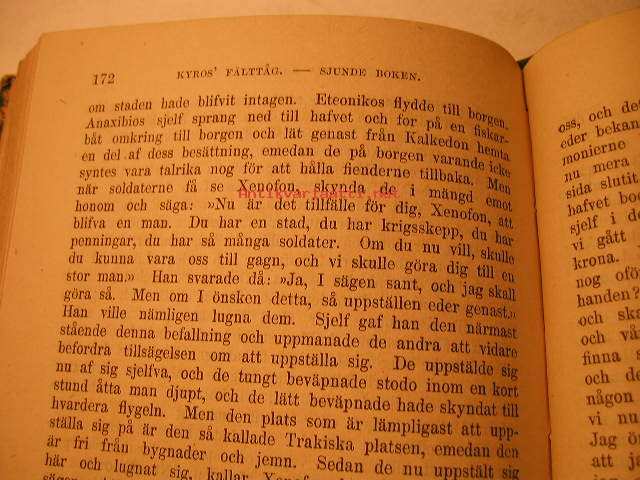 172 KYROS' FÄLTTÅG. — SJUNDE BOKEN.
om staden hade blifvit intagen. Eteonikos flydde till borgen.
Anaxibios sjelf sprang ned till hafvet och for på en fiskar-
båt omkring till borgen och lät genast från Kalkedon hemta
en del af dess besättning, emedan de på borgen varande icke
syntes vara talrika nog för att hålla fienderne tillbaka. Men
när soldaterne få se Xenofon, skynda de i mängd emot
honom och säga: »Nu är det tillfälle för dig, Xenofon, att
blifva en man. Du har en stad, du har krigsskepp, du har
penningar, du har så många soldater. Om du nu vill, skulle
du kunna vara oss till gagn, och vi skulle göra dig till en
stor man.» Han svarade då: »Ja, I sägen sant, och jag skall
göra så. Men om I önsken detta, så uppställen eder genast.»
Han ville nämligen lugna dem. Sjelf gaf han den närmast
stående denna befallning och uppmanade de andra att vidare
befordra tillsägelsen om att uppställa sig. De uppstälde sig
nu af sig sjelfva, och de tungt beväpnade stodo inom en kort
stund åtta man djupt, och de lätt beväpnade hade skyndat till
hvardera flygeln. Men den plats som är lämpligast att upp-
ställa sig på är den så kallade Trakiska platsen, emedan den
är fri från bygnader och jemn. Sedan de nu uppstält sig
här och lugnat sig, kallar
oss, och det
eder bekan
monierne
nu mera
sida slutit
hafvet bo
sjelf i d
vi gått
krona.
nog oför
handen?
och ska
och vär
finna
och de
någon
vi nu
Jag ö
att ja